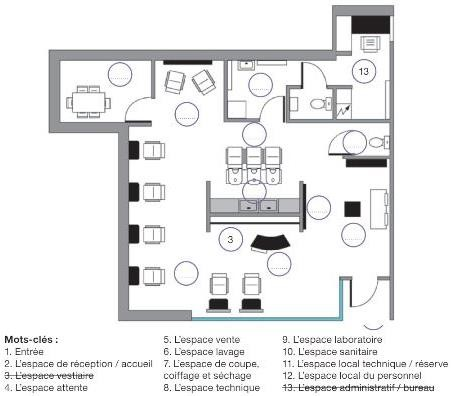 13
3
Mots-clés :
1. Entrée
2. L'espace de réception / accueil
3. L'espace vestiaire
4. L'espace attente
5. L'espace vente
6. L'espace lavage
7. L'espace de coupe,
coiffage et séchage
8. L'espace technique
9. L'espace laboratoire
10. L'espace sanitaire
11. L'espace local technique / réserve
12. L'espace local du personnel
13. L'espace administratif / bureau